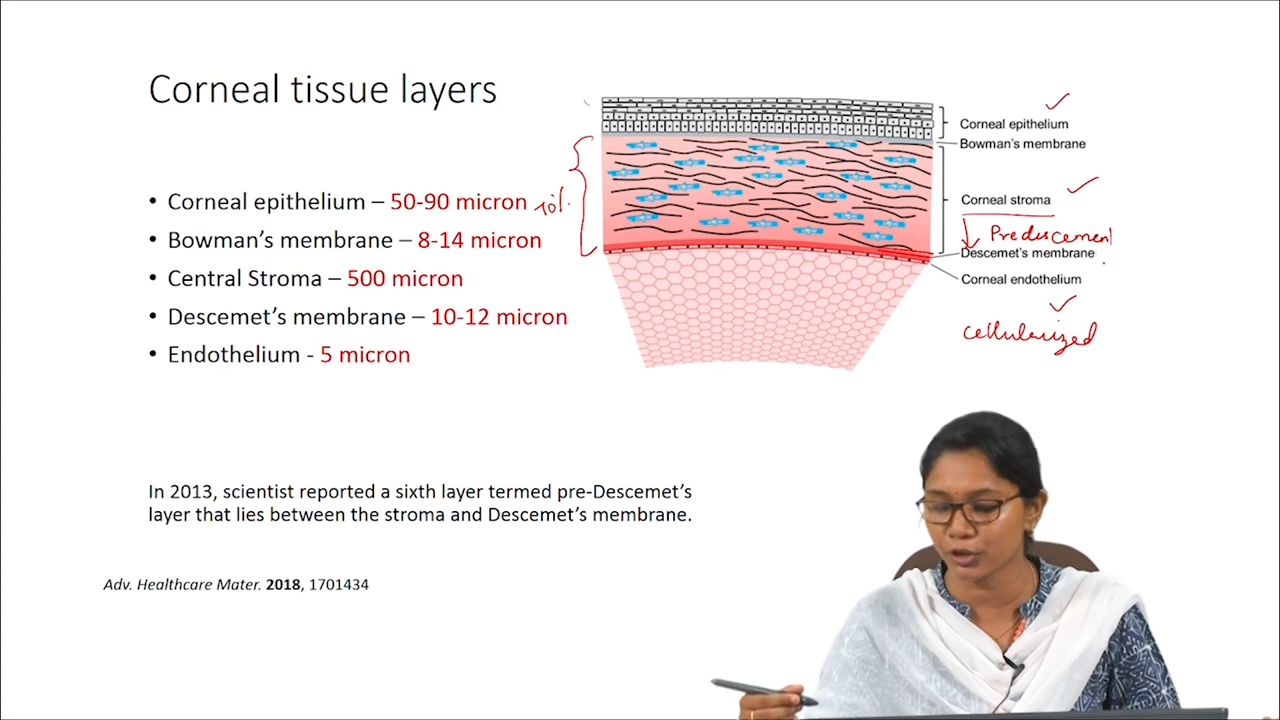 Corneal tissue layers
• Corneal epithelium – 50-90 micron
• Bowman's membrane – 8-14 micron
• Central Stroma – 500 micron
• Descemet's membrane – 10-12 micron
• Endothelium - 5 micron
Corneal epithelium
Bowman's membrane
Corneal stroma
Predescement
Descemet's membrane
Corneal endothelium
cellularized
In 2013, scientist reported a sixth layer termed pre-Descemet's
layer that lies between the stroma and Descemet's membrane.
Adv. Healthcare Mater. 2018, 1701434